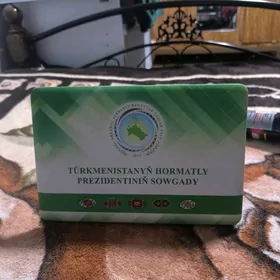 TÜRKMENISTANYŇ HORMATLY
PREZIDENTINIŇ SOWGADY